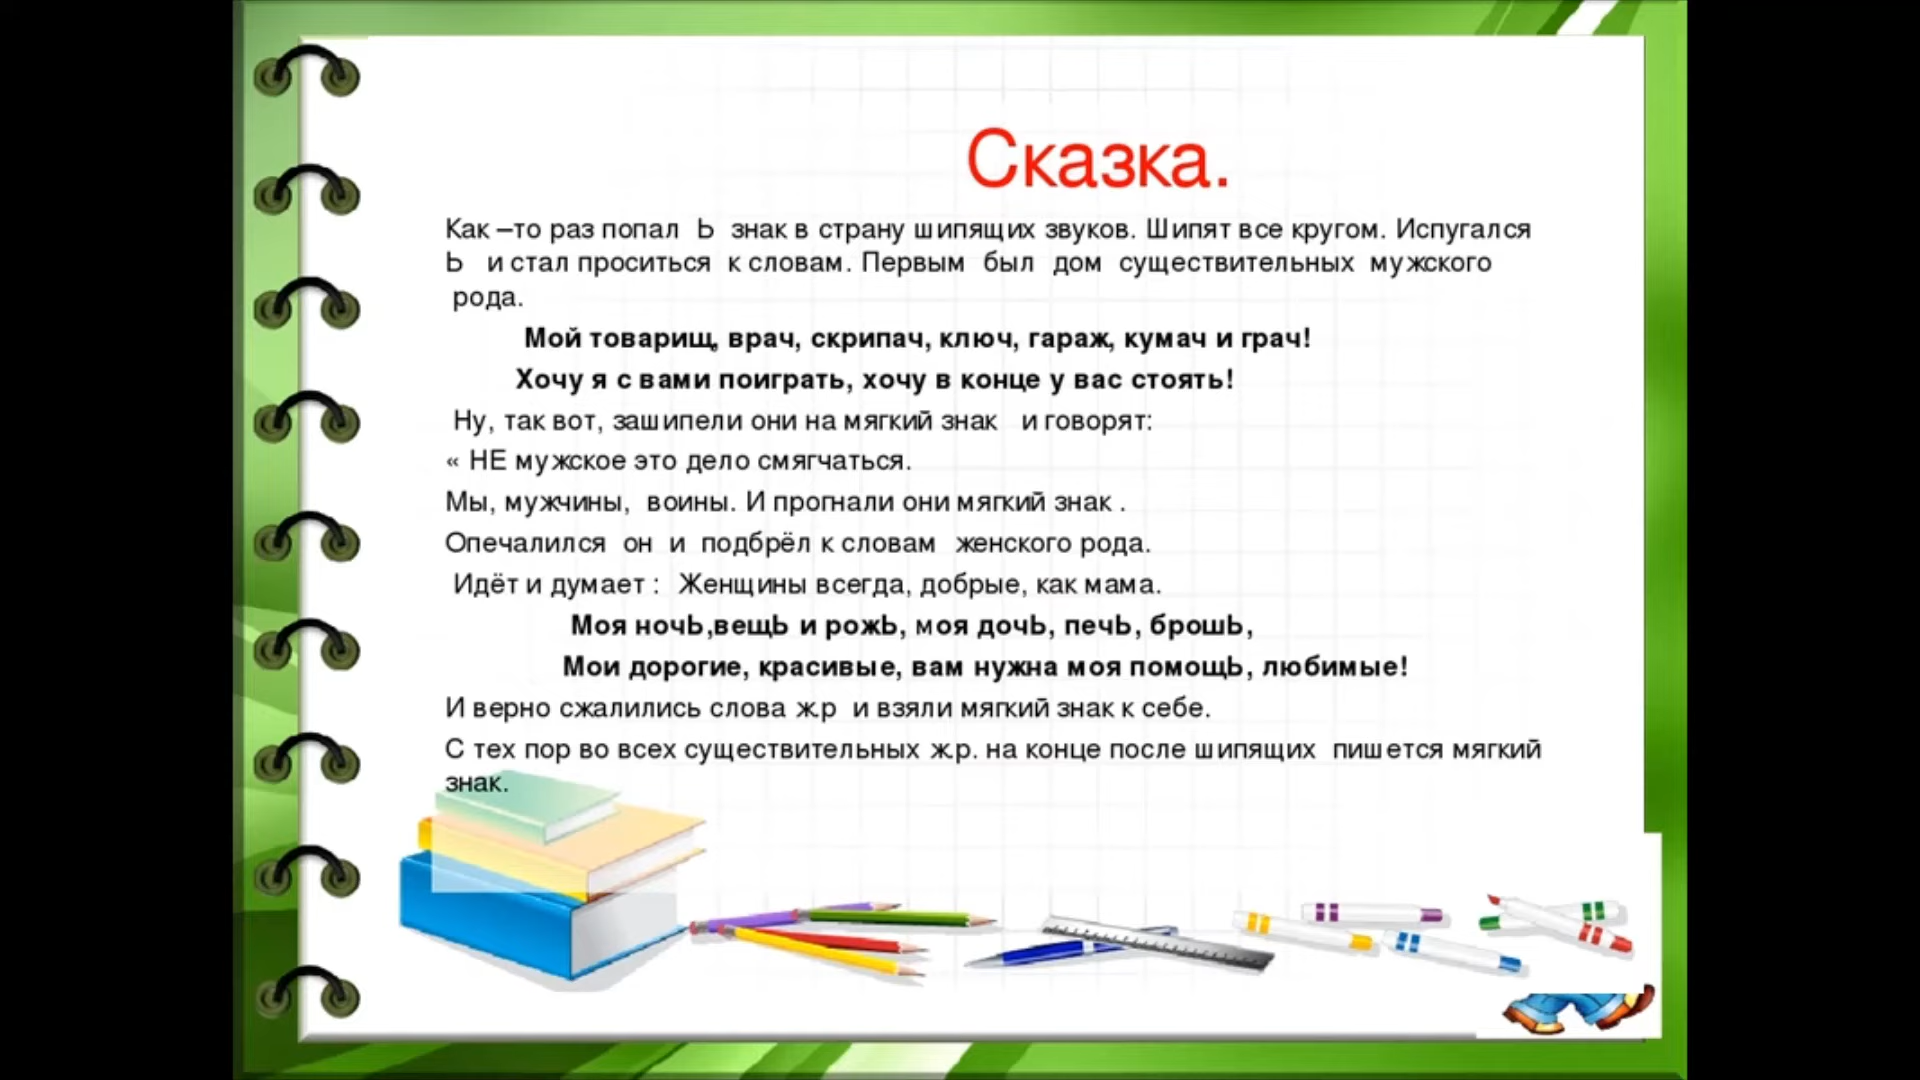 Сказка.
Как –то раз попал Ь знак в страну шипящих звуков. Шипят все кругом. Испугался
Ь и стал проситься к словам. Первым был дом существительных мужского
рода.
Мой товарищ, врач, скрипач, ключ, гараж, кумач и грач!
Хочу я с вами поиграть, хочу в конце у вас стоять!
Ну, так вот, зашипели они на мягкий знак и говорят:
« НЕ мужское это дело смягчаться.
Мы, мужчины, воины. И прогнали они мягкий знак .
Опечалился он и подбрёл к словам женского рода.
Идёт и думает : Женщины всегда, добрые, как мама.
Моя ночЬ,вещЬ и рожЬ, моя дочЬ, печЬ, брошЬ,
Мои дорогие, красивые, вам нужна моя помощЬ, любимые!
И верно сжалились слова ж.р и взяли мягкий знак к себе.
С тех пор во всех существительных ж.р. на конце после шипящих пишется мягкий
знак.